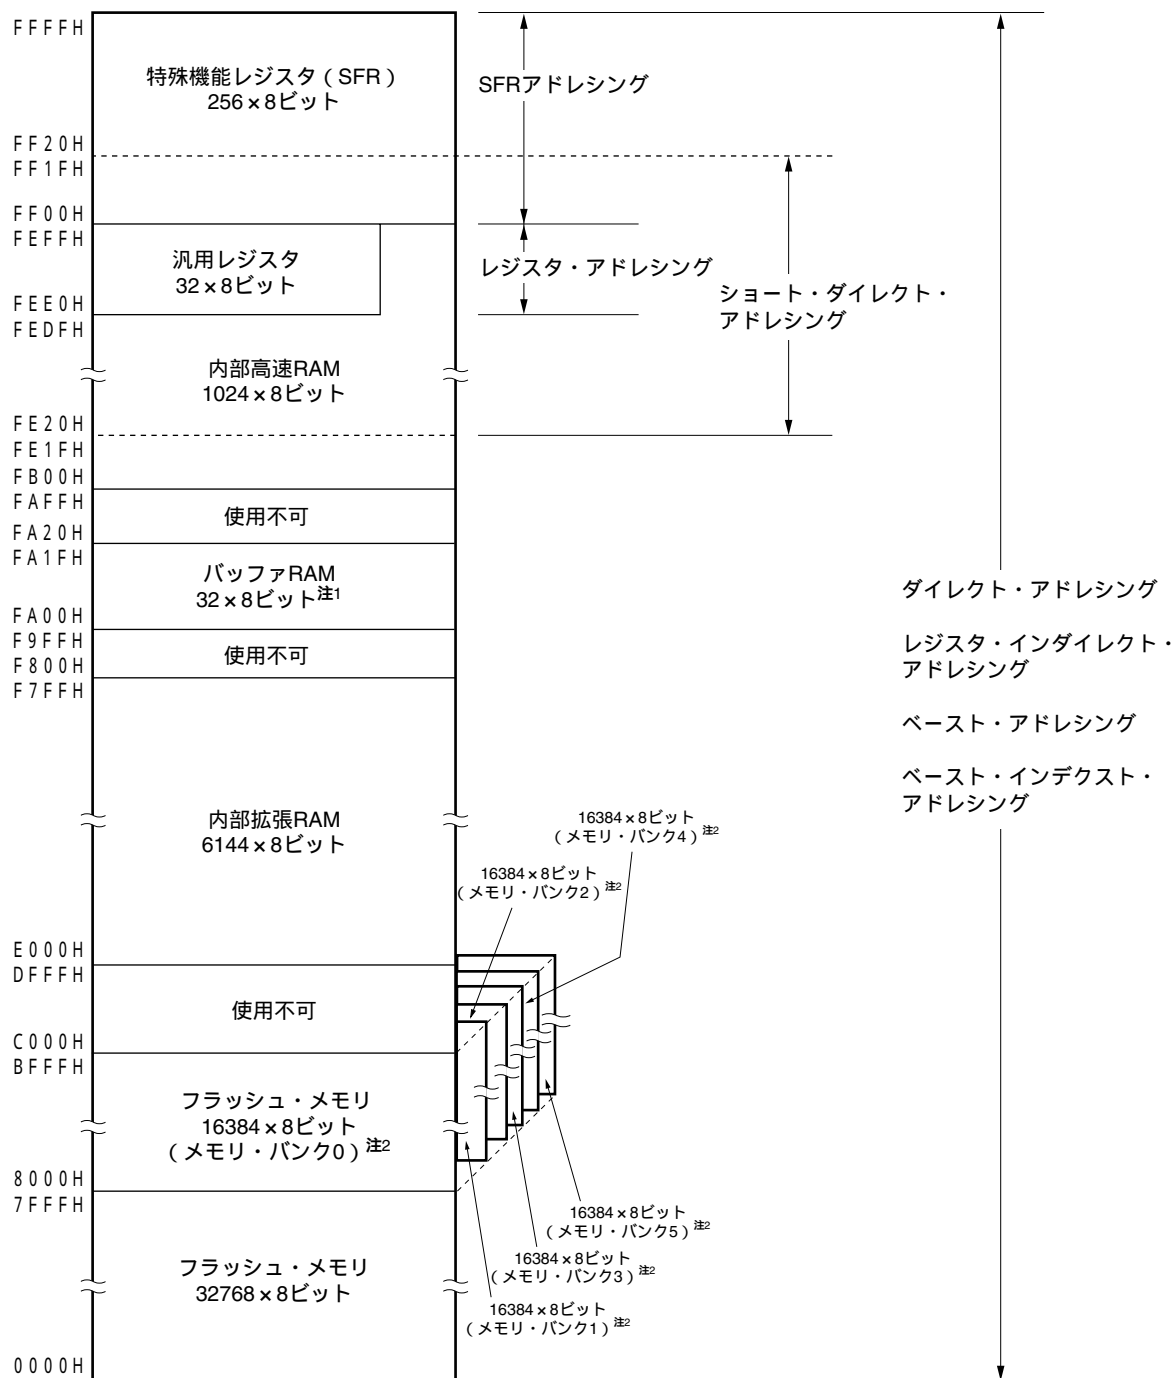 FFFFH
特殊機能レジスタ（SFR）
256×8ビット
SFRアドレシング
FF20H
FF1FH
FF00H
FEFFH
汎用レジスタ
32×8ビット
レジスタ・アドレシング
ショート・ダイレクト・
アドレシング
FEE0H
FEDFH
内部高速RAM
1024×8ビット
FE20H
FE1FH
FB00H
FAFFH
使用不可
FA20H
FA1FH
バッファRAM
32×8ビット注1
FA00H
F9FFH
使用不可
F800H
F7FFH
ダイレクト・アドレシング
レジスタ・インダイレクト・
アドレシング
ベースト・アドレシング
ベースト・インデクスト・
アドレシング
内部拡張RAM
6144×8ビット
16384×8ビット
（メモリ・バンク4）注2
16384×8ビット
（メモリ・バンク2）注2
E000H
DFFFH
使用不可
C000H
BFFFH
フラッシュ・メモリ
16384×8ビット
（メモリ・バンク0）注2
8000H
7FFFH
16384×8ビット
（メモリ・バンク5）注2
16384×8ビット
（メモリ・バンク3）注2
16384×8ビット
（メモリ・バンク1）注2
フラッシュ・メモリ
32768×8ビット
0000H